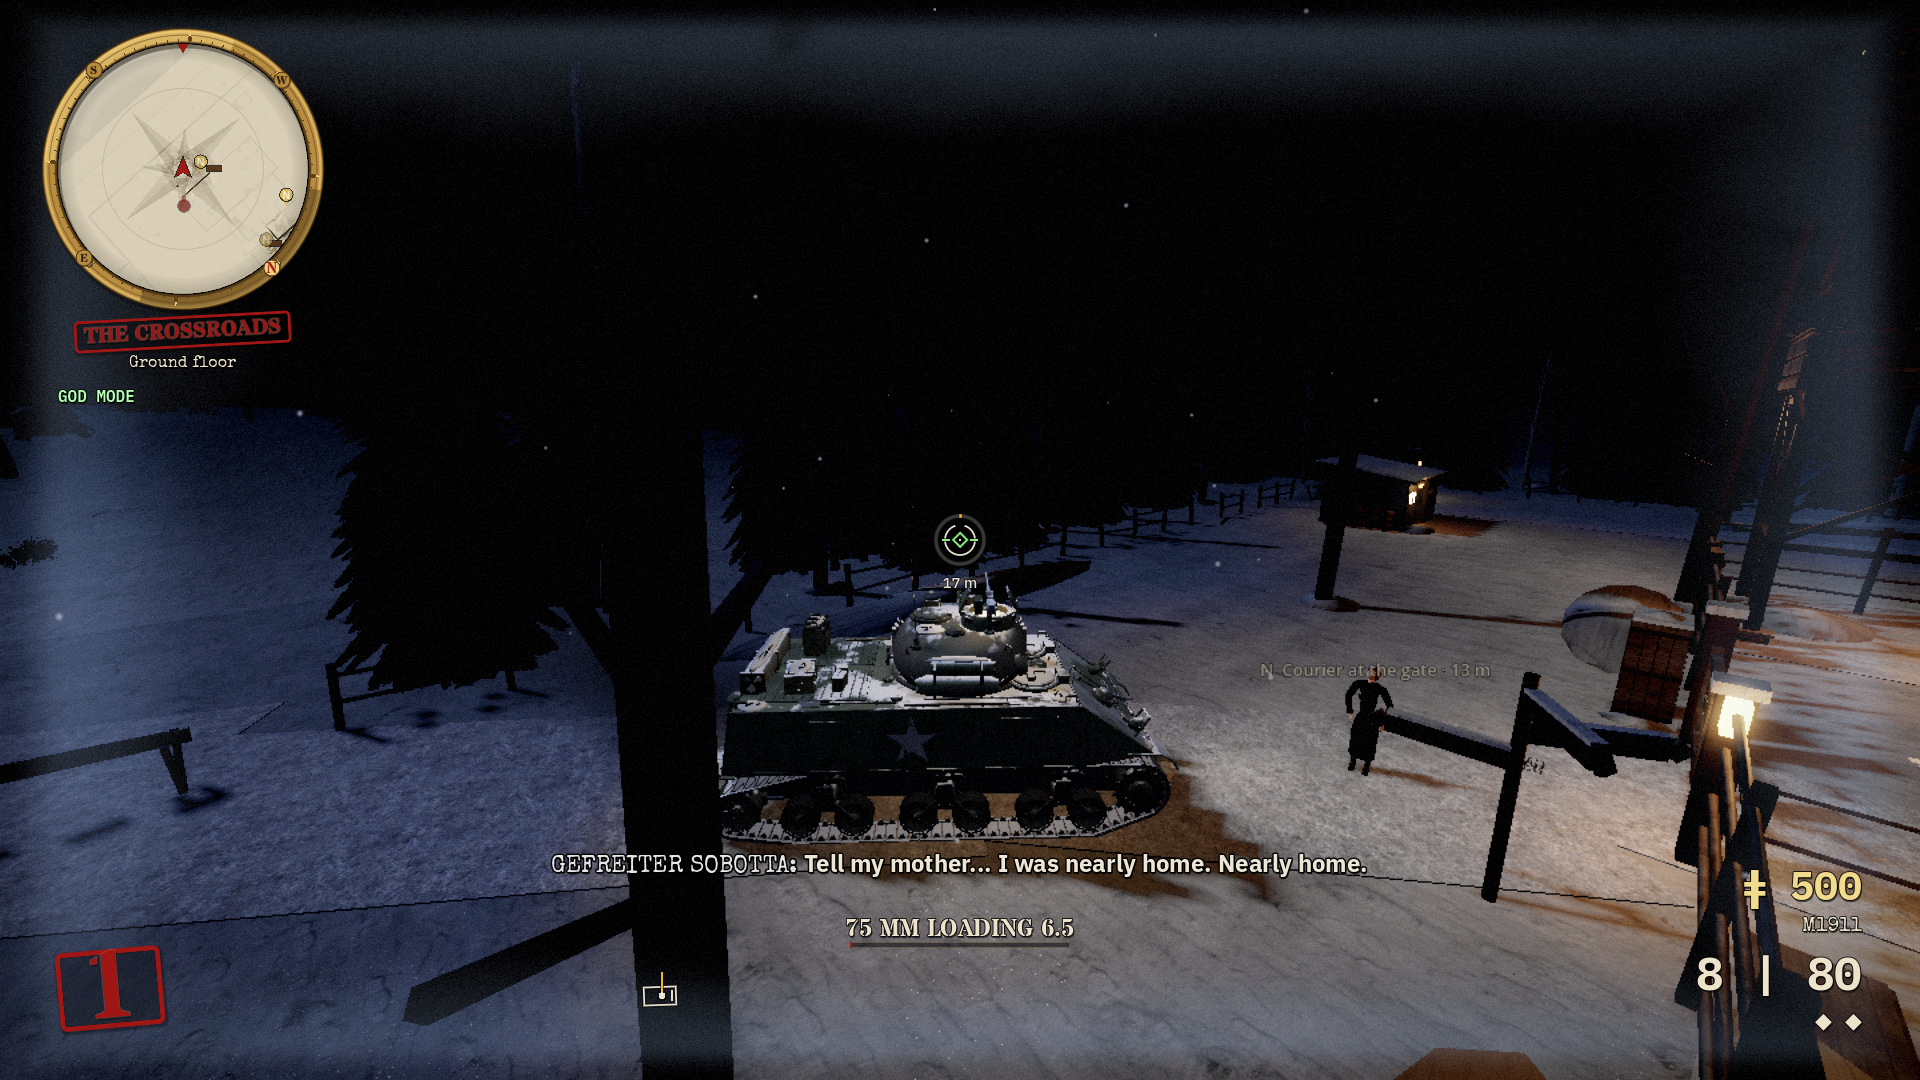 S
W
N
N
N
E
N
THE CROSSROADS
Ground floor
GOD MODE
17 m
N Courier at the gate - 13 m
GEFREITER SOBOTTA: Tell my mother... I was nearly home. Nearly home.
75 MM LOADING 6.5
500
M1911
8 | 80
1